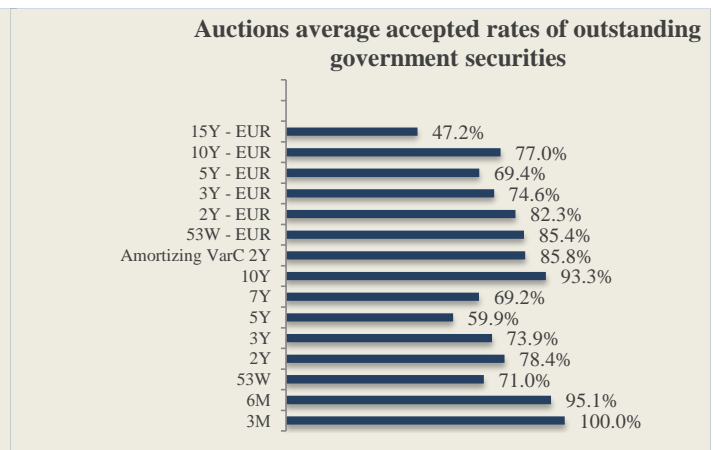 Auctions average accepted rates of outstanding
government securities
15Y - EUR 47.2%
10Y - EUR 77.0%
5Y - EUR 69.4%
3Y - EUR 74.6%
2Y - EUR 82.3%
53W - EUR 85.4%
Amortizing VarC 2Y 85.8%
10Y 93.3%
7Y 69.2%
5Y 59.9%
3Y 73.9%
2Y 78.4%
53W 71.0%
6M 95.1%
3M 100.0%